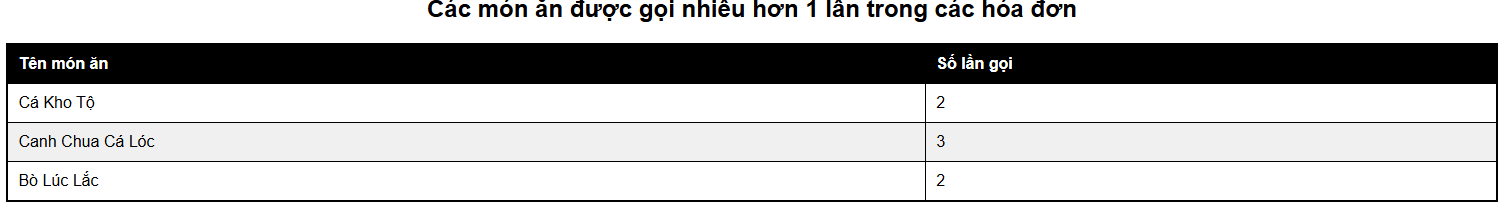 Các món ăn được gọi nhiều hơn 1 lần trong các hóa đơn
Tên món ăn Số lần gọi
Cá Kho Tộ 2
Canh Chua Cá Lóc 3
Bò Lúc Lắc 2